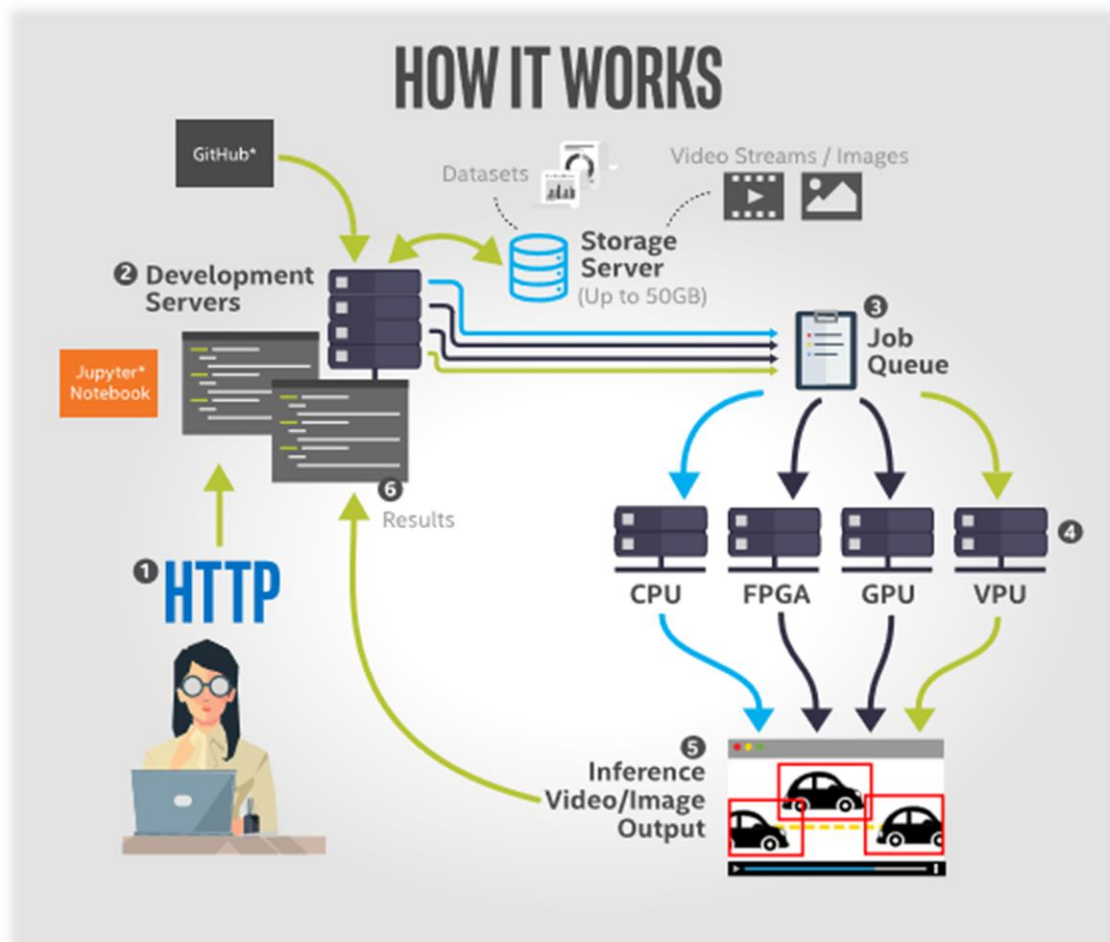 HOW IT WORKS
GitHub*
Datasets
Video Streams / Images
Storage
Server
(Up to 50GB)
2 Development
Servers
3
Job
Queue
Jupyter*
Notebook
6
Results
4
CPU
FPGA
GPU
VPU
1 HTTP
5
Inference
Video/Image
Output